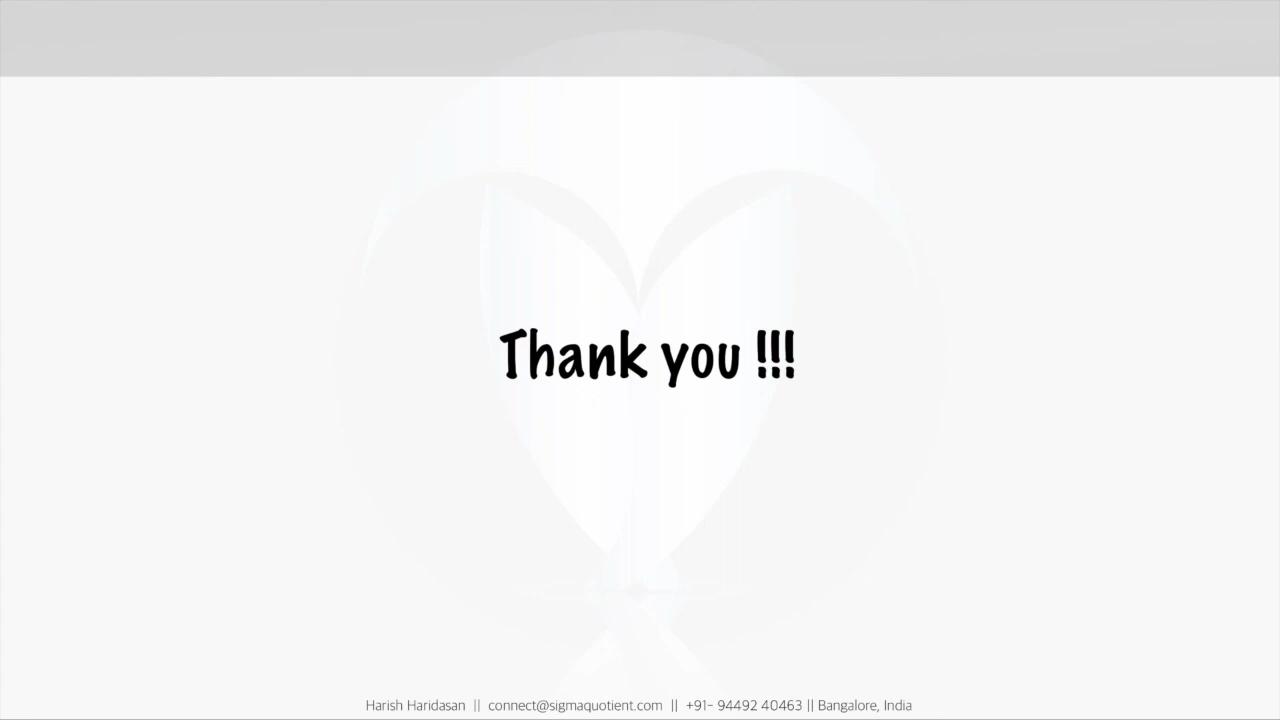 Thank you !!!
Harish Haridasan || connect@sigmaquotient.com || +91- 94492 40463 || Bangalore, India